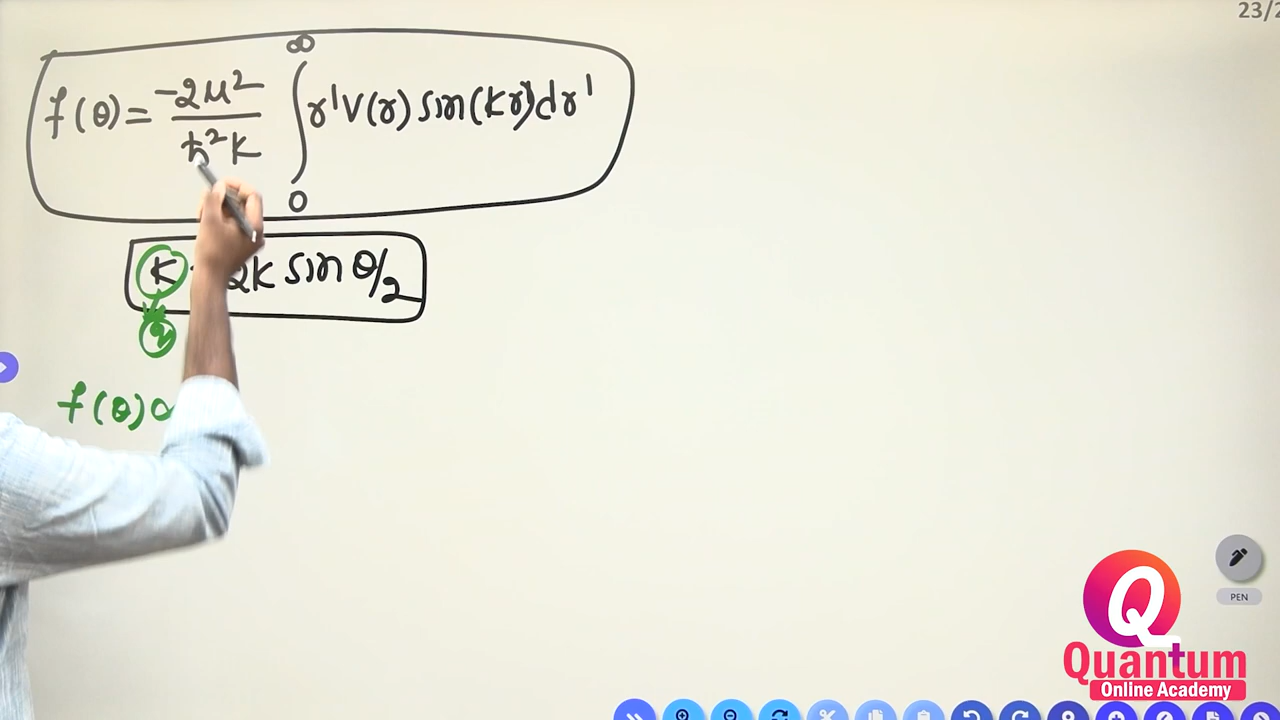 23/2
∞
f(θ) = -2μ² / ħ²K ∫ r' V(r) sin(Kr') dr'
0
K 2K sin θ/2
q
f(θ) α
PEN
Q
Quantum
Online Academy